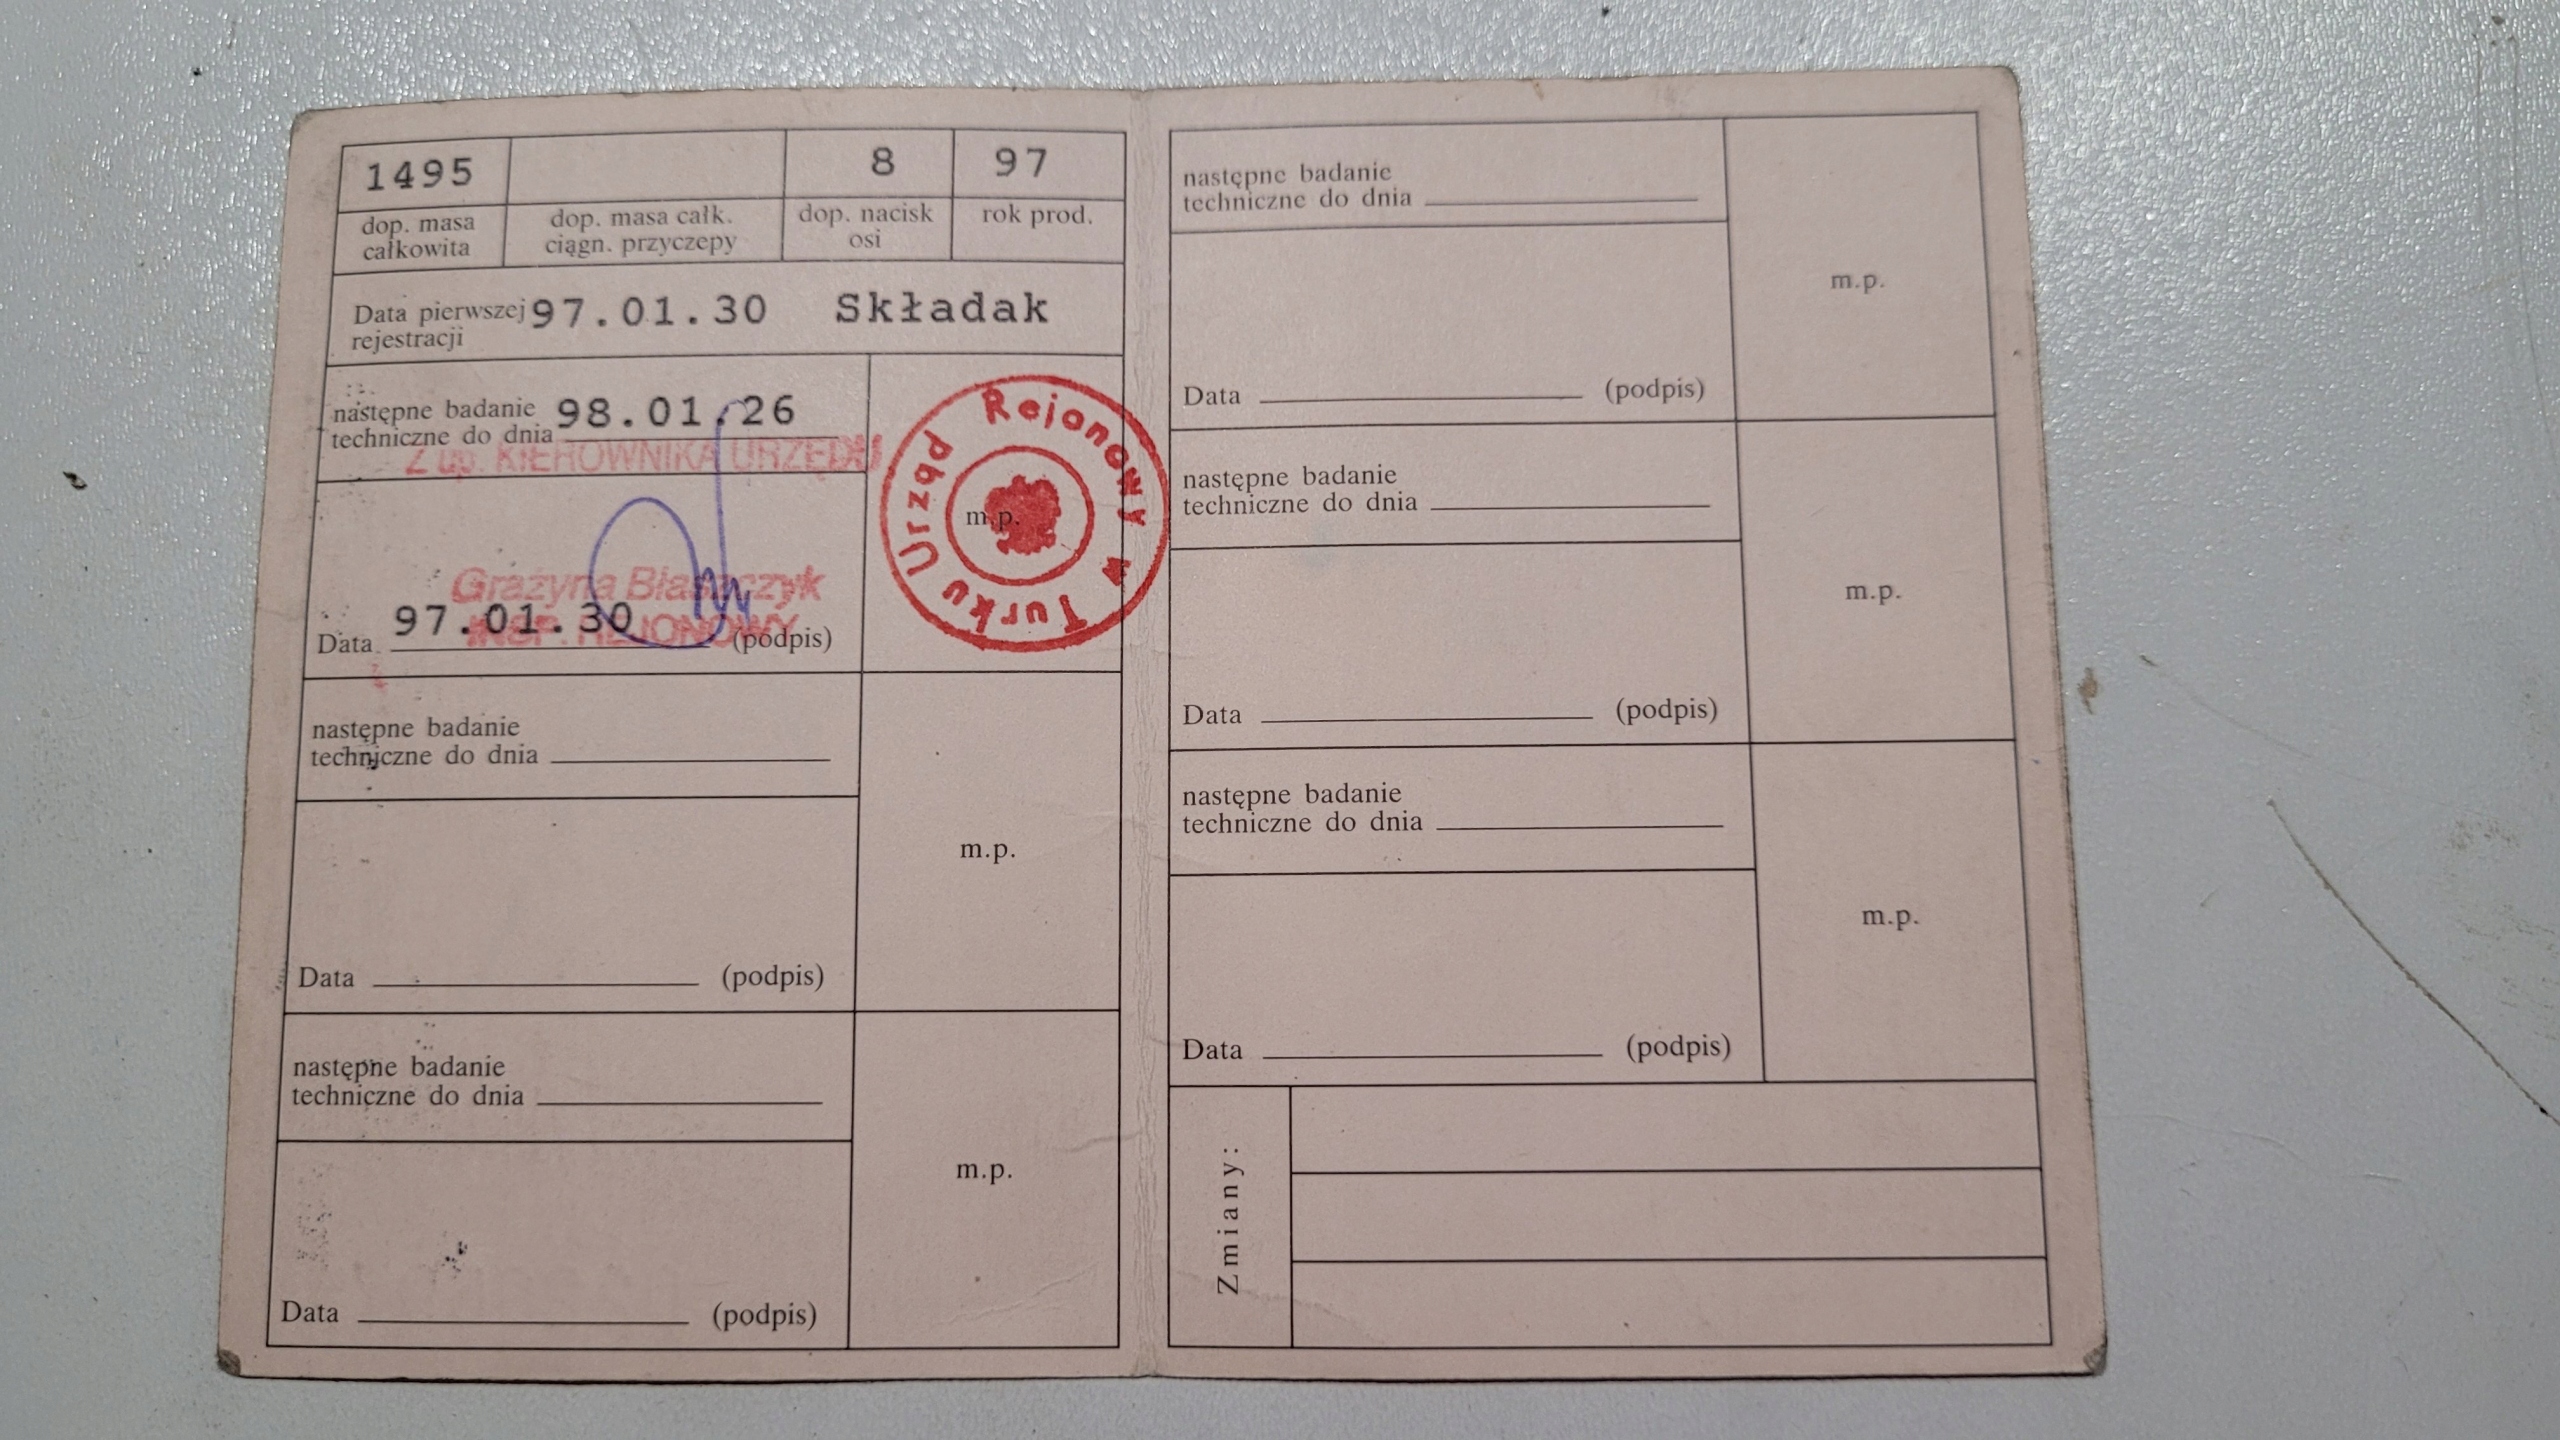 1495 8 97
dop. masa całkowita
dop. masa całk. ciągn. przyczepy
dop. nacisk osi
rok prod.
Data pierwszej rejestracji 97.01.30 Składak
następne badanie
techniczne do dnia 98.01.26
Z up. KIEROWNIKA URZĘDU
Grażyna Błaszczyk
INSP. REJONOWY
Data 97.01.30 (podpis)
m.p.
Urząd Rejonowy w Turku
następne badanie
techniczne do dnia
Data (podpis)
m.p.
następne badanie
techniczne do dnia
Data (podpis)
m.p.
następne badanie
techniczne do dnia
Data (podpis)
m.p.
następne badanie
techniczne do dnia
Data (podpis)
m.p.
następne badanie
techniczne do dnia
Data (podpis)
m.p.
Zmiany: